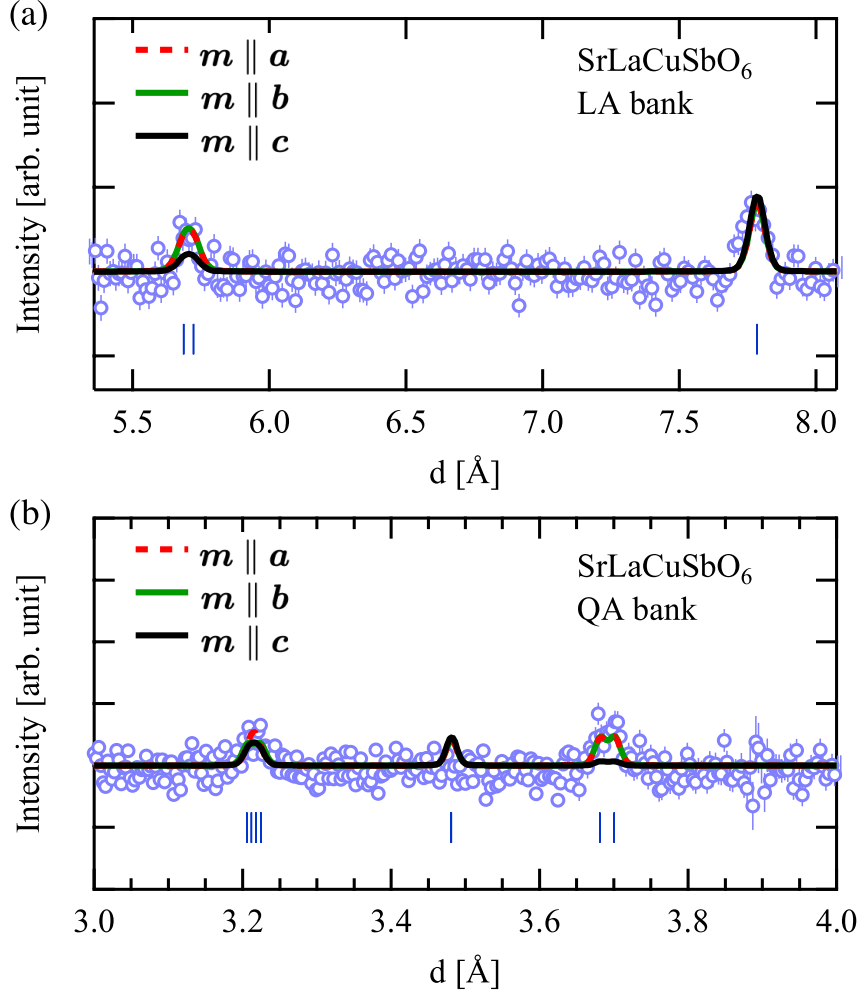 (a)
Intensity [arb. unit]
m ∥ a
m ∥ b
m ∥ c
SrLaCuSbO₆
LA bank
5.5 6.0 6.5 7.0 7.5 8.0
d [Å]
(b)
Intensity [arb. unit]
m ∥ a
m ∥ b
m ∥ c
SrLaCuSbO₆
QA bank
3.0 3.2 3.4 3.6 3.8 4.0
d [Å]